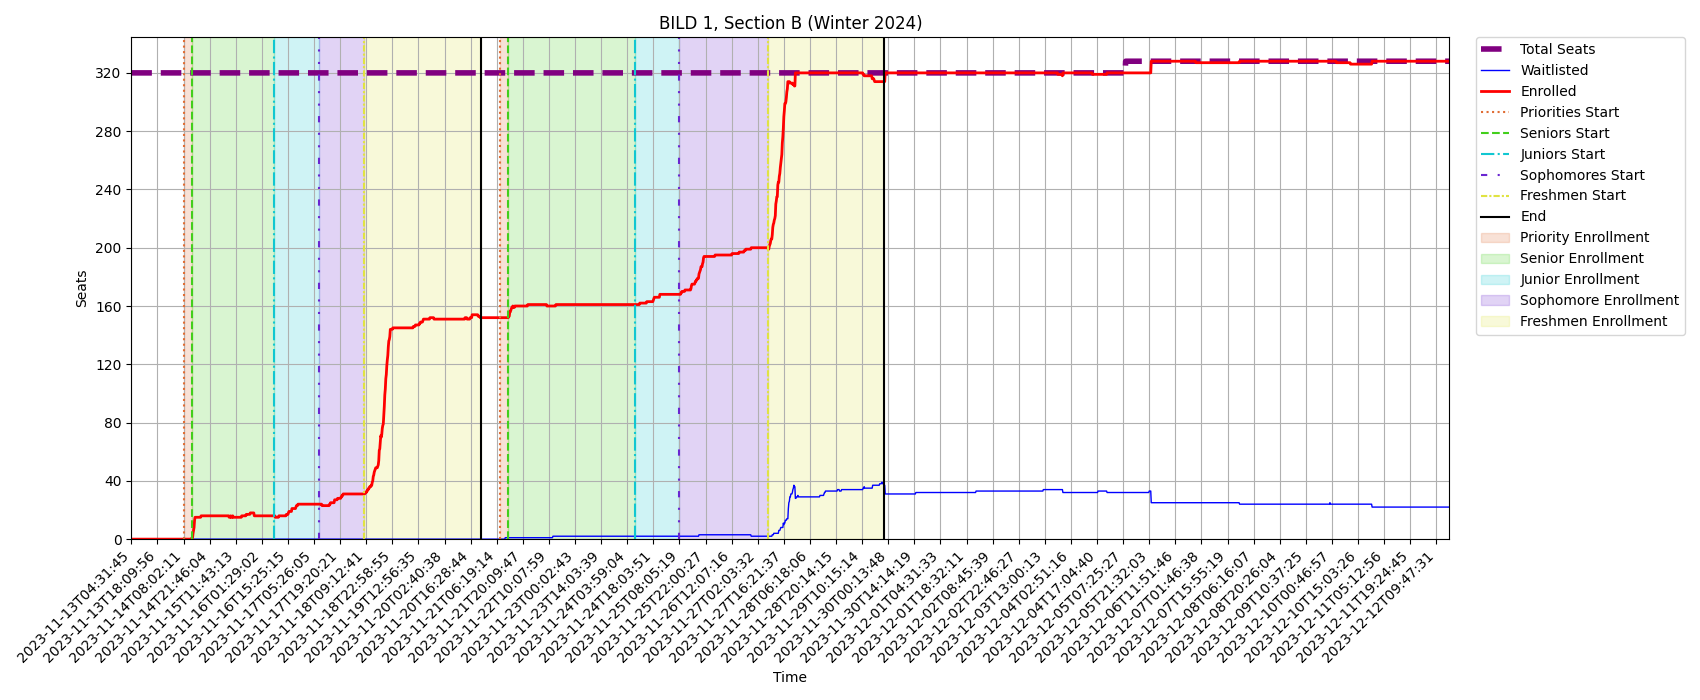 BILD 1, Section B (Winter 2024)
Seats
320
280
240
200
160
120
80
40
0
2023-11-13T04:31:45
2023-11-13T18:09:56
2023-11-14T08:02:11
2023-11-14T21:46:04
2023-11-15T11:43:13
2023-11-16T01:29:02
2023-11-16T15:25:15
2023-11-17T05:26:05
2023-11-17T19:20:21
2023-11-18T09:12:41
2023-11-18T22:58:55
2023-11-19T12:56:35
2023-11-20T02:40:38
2023-11-20T16:28:44
2023-11-21T06:19:14
2023-11-21T20:09:47
2023-11-22T10:07:59
2023-11-23T00:02:43
2023-11-23T14:03:39
2023-11-24T03:59:04
2023-11-24T18:03:51
2023-11-25T08:05:19
2023-11-25T22:00:27
2023-11-26T12:07:16
2023-11-27T02:03:32
2023-11-27T16:21:37
2023-11-28T06:18:06
2023-11-28T20:14:15
2023-11-29T10:15:14
2023-11-30T00:13:48
2023-11-30T14:14:19
2023-12-01T04:31:33
2023-12-01T18:32:11
2023-12-02T08:45:39
2023-12-02T22:46:27
2023-12-03T13:00:13
2023-12-04T02:51:16
2023-12-04T17:04:40
2023-12-05T07:25:27
2023-12-05T21:32:03
2023-12-06T11:51:46
2023-12-07T01:46:38
2023-12-07T15:55:19
2023-12-08T06:16:07
2023-12-08T20:26:04
2023-12-09T10:37:25
2023-12-10T00:46:57
2023-12-10T15:03:26
2023-12-11T05:12:56
2023-12-11T19:24:45
2023-12-12T09:47:31
Time
Total Seats
Waitlisted
Enrolled
Priorities Start
Seniors Start
Juniors Start
Sophomores Start
Freshmen Start
End
Priority Enrollment
Senior Enrollment
Junior Enrollment
Sophomore Enrollment
Freshmen Enrollment